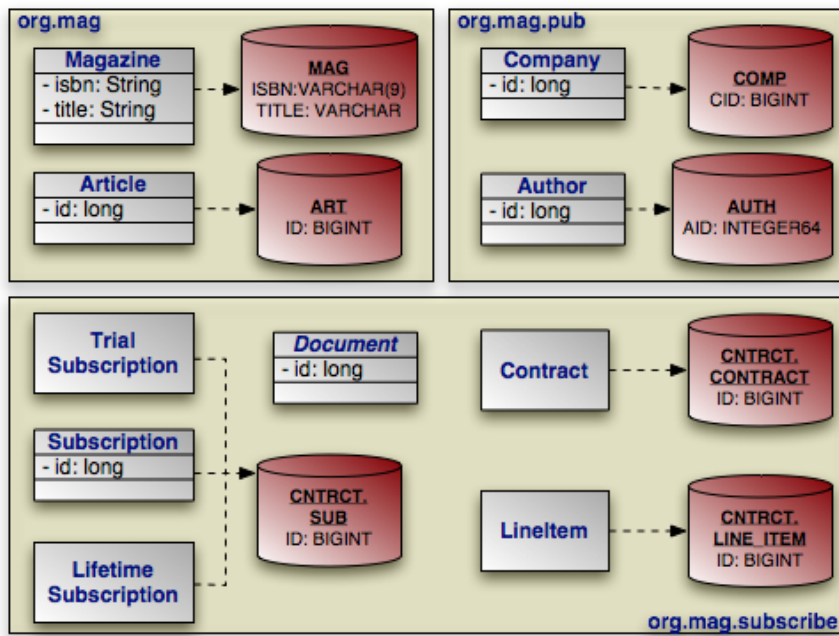 org.mag
Magazine
- isbn: String
- title: String
MAG
ISBN:VARCHAR(9)
TITLE: VARCHAR
Article
- id: long
ART
ID: BIGINT
org.mag.pub
Company
- id: long
COMP
CID: BIGINT
Author
- id: long
AUTH
AID: INTEGER64
Trial
Subscription
Subscription
- id: long
Lifetime
Subscription
CNTRCT.
SUB
ID: BIGINT
Document
- id: long
Contract
CNTRCT.
CONTRACT
ID: BIGINT
LineItem
CNTRCT.
LINE_ITEM
ID: BIGINT
org.mag.subscribe